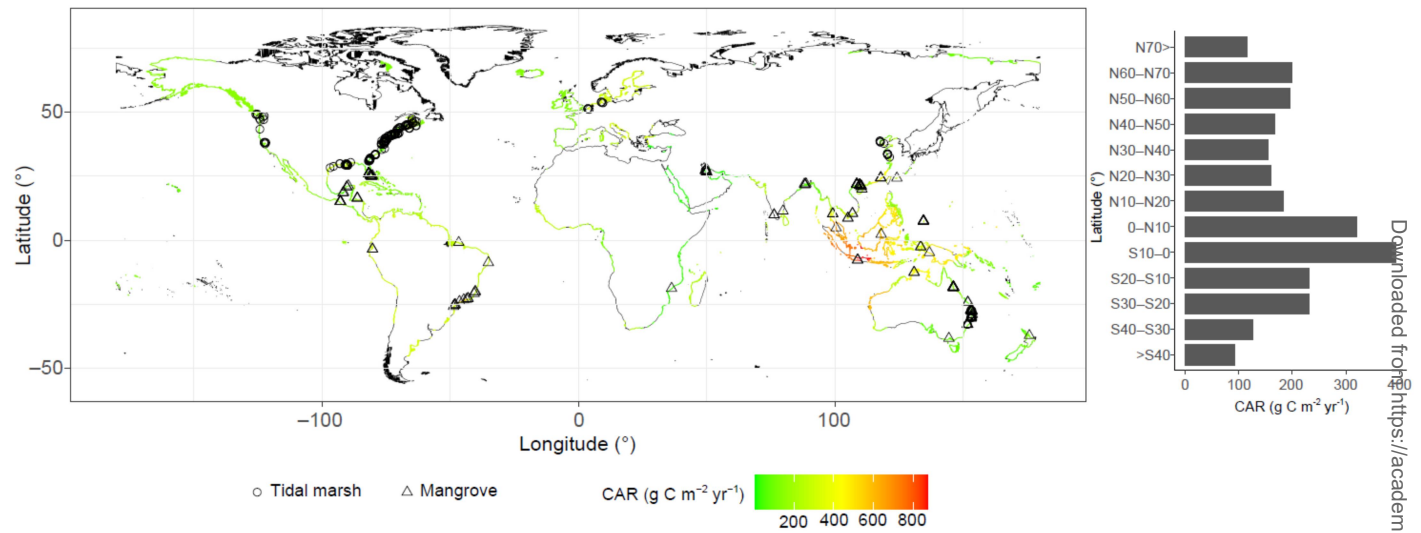 50
0
−50
Latitude (°)
−100
0
100
Longitude (°)
Tidal marsh
Mangrove
CAR (g C m⁻² yr⁻¹)
200 400 600 800
Latitude (°)
N70>
N60−N70
N50−N60
N40−N50
N30−N40
N20−N30
N10−N20
0−N10
S10−0
S20−S10
S30−S20
S40−S30
>S40
0 100 200 300 400
CAR (g C m⁻² yr⁻¹)
Downloaded from https://academ